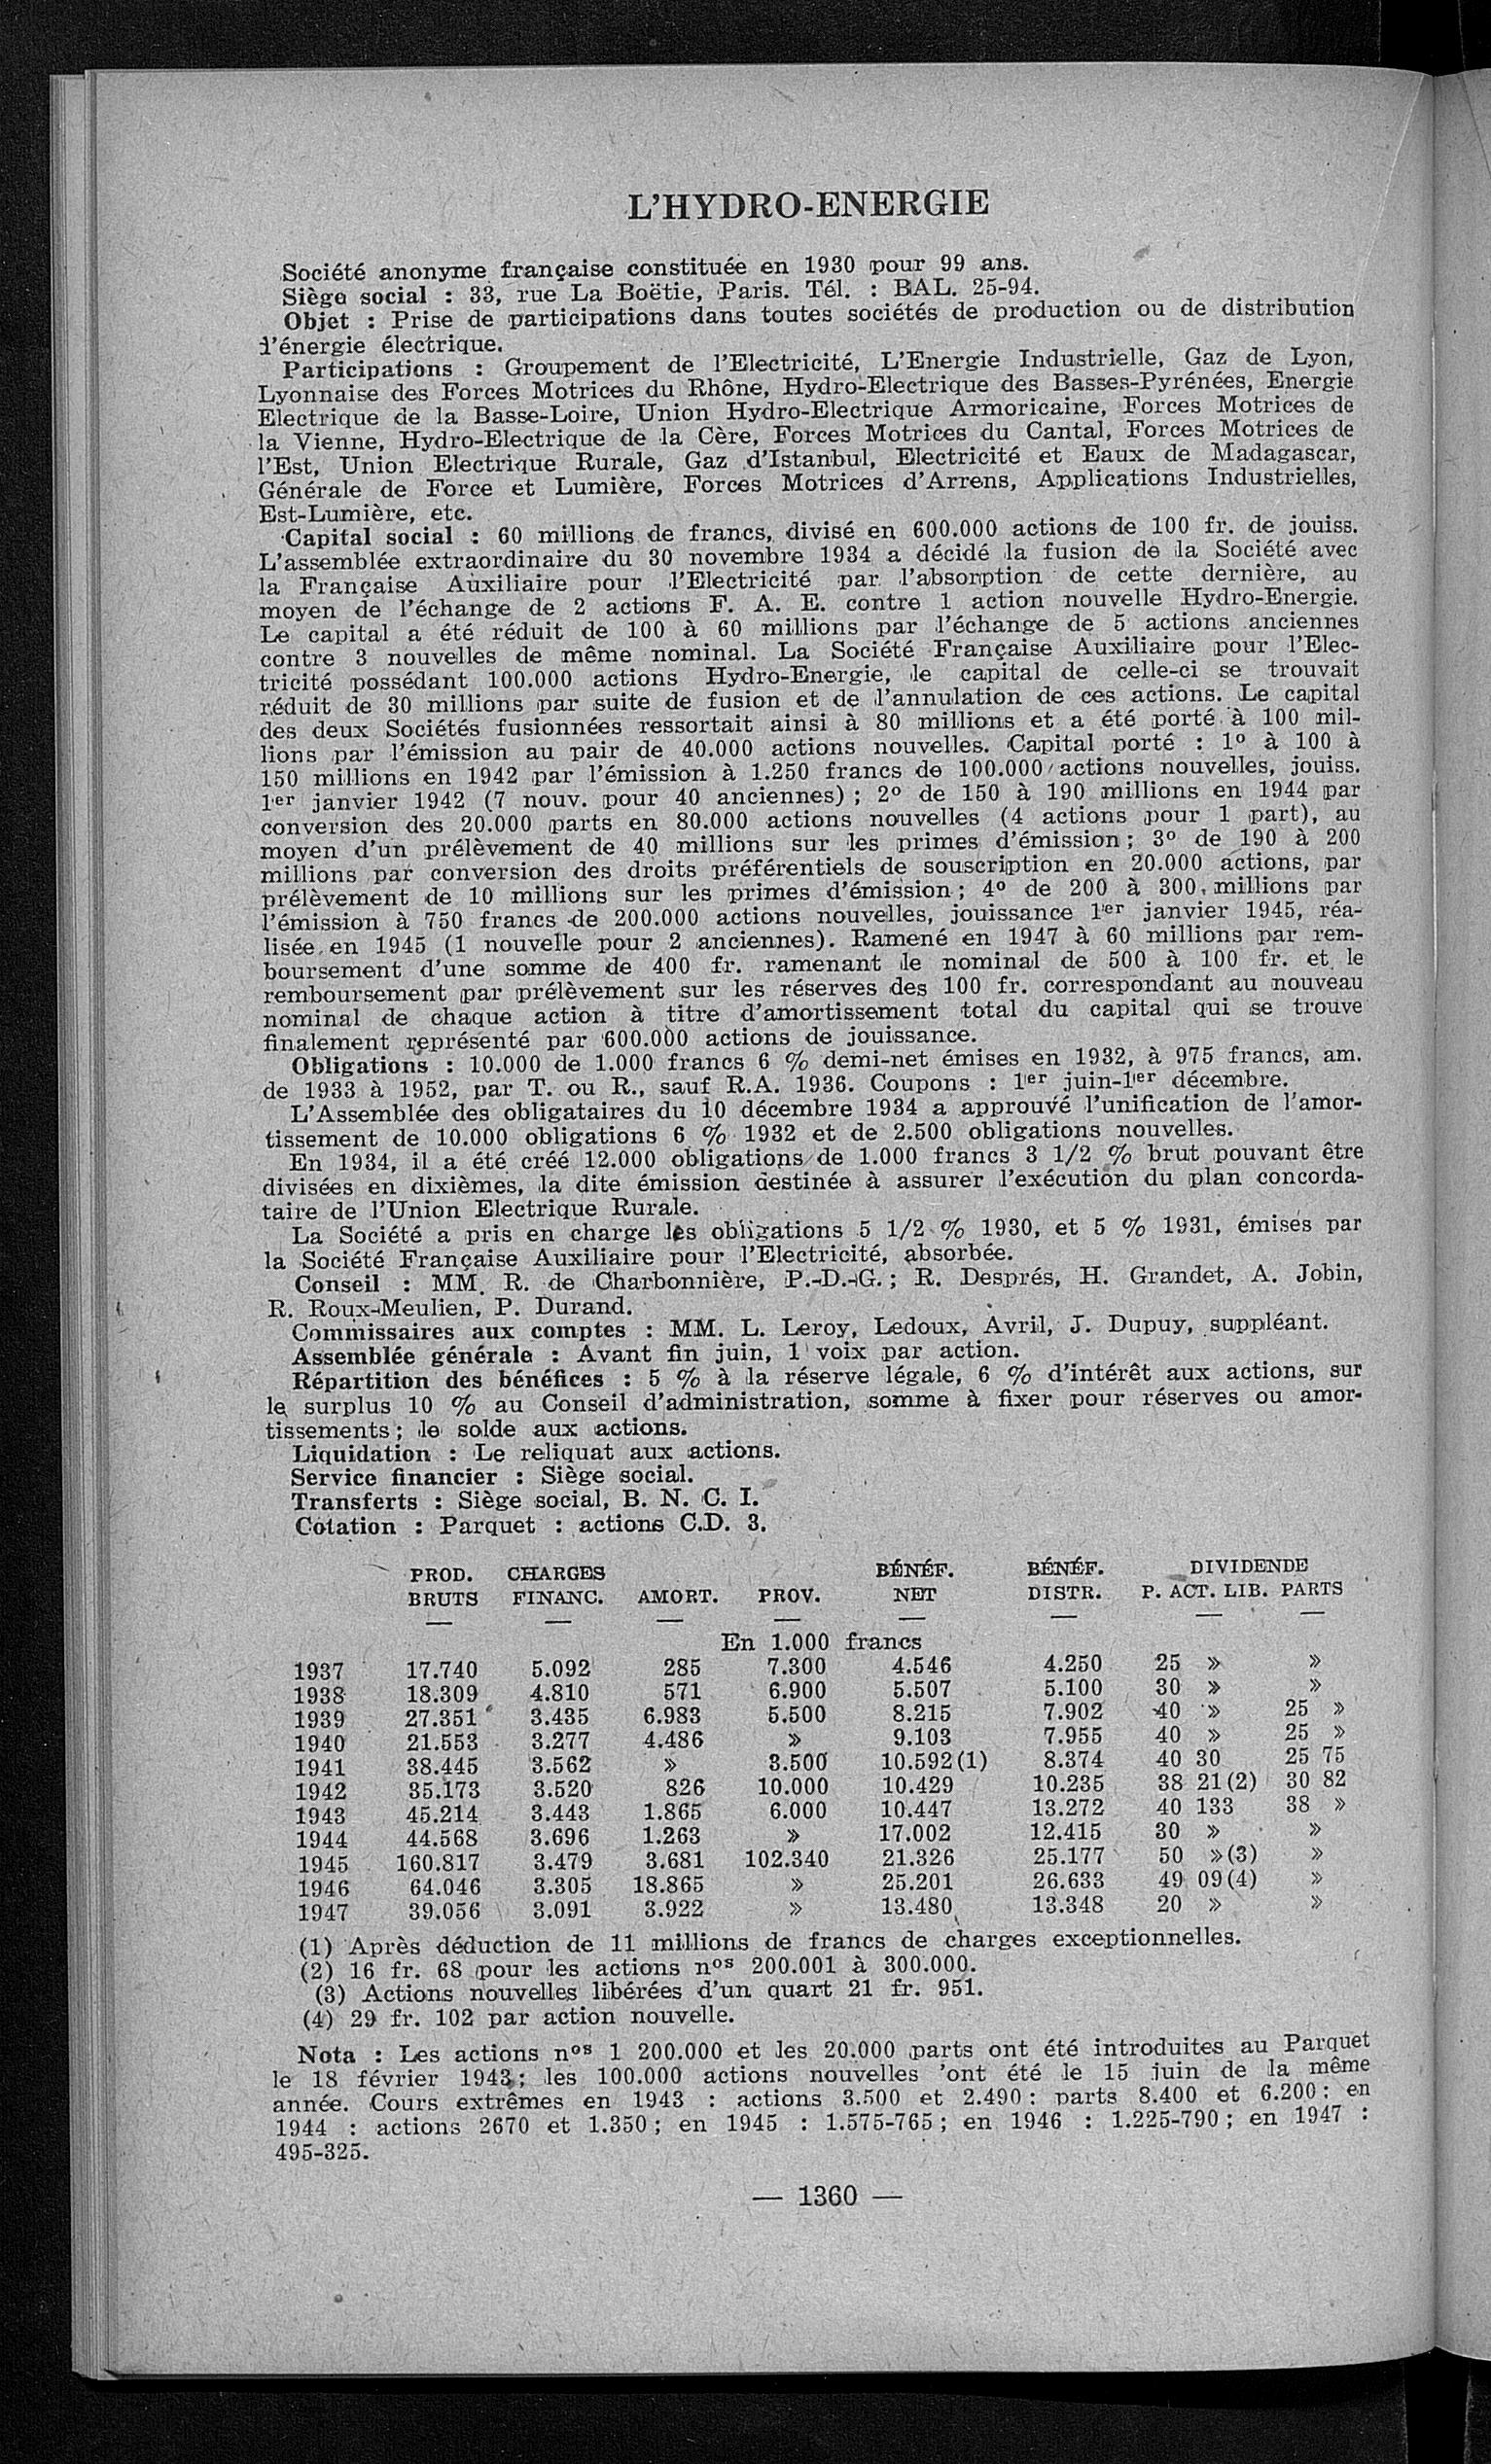 L'HYDRO-ENERGIE
Société anonyme française constituée en 1930 pour 99 ans.
Siège social : 33, rue La Boëtie, Paris. Tél. : BAL. 25-94.
Objet : Prise de participations dans toutes sociétés de production ou de distribution
d'énergie électrique.
Participations : Groupement de l'Electricité, L'Energie Industrielle, Gaz de Lyon,
Lyonnaise des Forces Motrices du Rhône, Hydro-Electrique des Basses-Pyrénées, Energie
Electrique de la Basse-Loire, Union Hydro-Electrique Armoricaine, Forces Motrices de
la Vienne, Hydro-Electrique de la Cère, Forces Motrices du Cantal, Forces Motrices de
l'Est, Union Electrique Rurale, Gaz d'Istanbul, Electricité et Eaux de Madagascar,
Générale de Force et Lumière, Forces Motrices d'Arrens, Applications Industrielles,
Est-Lumière, etc.
Capital social : 60 millions de francs, divisé en 600.000 actions de 100 fr. de jouiss.
L'assemblée extraordinaire du 30 novembre 1934 a décidé la fusion de la Société avec
la Française Auxiliaire pour l'Electricité par l'absorption de cette dernière, au
moyen de l'échange de 2 actions F. A. E. contre 1 action nouvelle Hydro-Energie.
Le capital a été réduit de 100 à 60 millions par l'échange de 5 actions anciennes
contre 3 nouvelles de même nominal. La Société Française Auxiliaire pour l'Elec-
tricité possédant 100.000 actions Hydro-Energie, le capital de celle-ci se trouvait
réduit de 30 millions par suite de fusion et de l'annulation de ces actions. Le capital
des deux Sociétés fusionnées ressortait ainsi à 80 millions et a été porté à 100 mil-
lions par l'émission au pair de 40.000 actions nouvelles. Capital porté : 1º à 100 à
150 millions en 1942 par l'émission à 1.250 francs de 100.000 actions nouvelles, jouiss.
1er janvier 1942 (7 nouv. pour 40 anciennes) ; 2º de 150 à 190 millions en 1944 par
conversion des 20.000 parts en 80.000 actions nouvelles (4 actions pour 1 part), au
moyen d'un prélèvement de 40 millions sur les primes d'émission ; 3º de 190 à 200
millions par conversion des droits préférentiels de souscription en 20.000 actions, par
prélèvement de 10 millions sur les primes d'émission ; 4º de 200 à 300 millions par
l'émission à 750 francs de 200.000 actions nouvelles, jouissance 1er janvier 1945, réa-
lisée en 1945 (1 nouvelle pour 2 anciennes). Ramené en 1947 à 60 millions par rem-
boursement d'une somme de 400 fr. ramenant le nominal de 500 à 100 fr. et le
remboursement par prélèvement sur les réserves des 100 fr. correspondant au nouveau
nominal de chaque action à titre d'amortissement total du capital qui se trouve
finalement représenté par 600.000 actions de jouissance.
Obligations : 10.000 de 1.000 francs 6 % demi-net émises en 1932, à 975 francs, am.
de 1933 à 1952, par T. ou R., sauf R.A. 1936. Coupons : 1er juin-1er décembre.
L'Assemblée des obligataires du 10 décembre 1934 a approuvé l'unification de l'amor-
tissement de 10.000 obligations 6 % 1932 et de 2.500 obligations nouvelles.
En 1934, il a été créé 12.000 obligations de 1.000 francs 3 1/2 % brut pouvant être
divisées en dixièmes, la dite émission destinée à assurer l'exécution du plan concorda-
taire de l'Union Electrique Rurale.
La Société a pris en charge les obligations 5 1/2 % 1930, et 5 % 1931, émises par
la Société Française Auxiliaire pour l'Electricité, absorbée.
Conseil : MM. R. de Charbonnière, P.-D.-G. ; R. Després, H. Grandet, A. Jobin,
R. Roux-Meulien, P. Durand.
Commissaires aux comptes : MM. L. Leroy, Ledoux, Avril, J. Dupuy, suppléant.
Assemblée générale : Avant fin juin, 1 voix par action.
Répartition des bénéfices : 5 % à la réserve légale, 6 % d'intérêt aux actions, sur
le surplus 10 % au Conseil d'administration, somme à fixer pour réserves ou amor-
tissements ; le solde aux actions.
Liquidation : Le reliquat aux actions.
Service financier : Siège social.
Transferts : Siège social, B. N. C. I.
Cotation : Parquet : actions C.D. 3.
PROD. CHARGES BÉNÉF. BÉNÉF. DIVIDENDE
BRUTS FINANC. AMORT. PROV. NET DISTR. P. ACT. LIB. PARTS
— — — — — — — —
En 1.000 francs
1937 17.740 5.092 285 7.300 4.546 4.250 25 » »
1938 18.309 4.810 571 6.900 5.507 5.100 30 » »
1939 27.351 3.435 6.983 5.500 8.215 7.902 40 » 25 »
1940 21.553 3.277 4.486 » 9.103 7.955 40 » 25 »
1941 38.445 3.562 » 3.500 10.592 (1) 8.374 40 30 25 75
1942 35.173 3.520 826 10.000 10.429 10.235 38 21 (2) 30 82
1943 45.214 3.443 1.865 6.000 10.447 13.272 40 133 38 »
1944 44.568 3.696 1.263 » 17.002 12.415 30 » »
1945 160.817 3.479 3.681 102.340 21.326 25.177 50 » (3) »
1946 64.046 3.305 18.865 » 25.201 26.633 49 09 (4) »
1947 39.056 3.091 3.922 » 13.480 13.348 20 » »
(1) Après déduction de 11 millions de francs de charges exceptionnelles.
(2) 16 fr. 68 pour les actions nos 200.001 à 300.000.
(3) Actions nouvelles libérées d'un quart 21 fr. 951.
(4) 29 fr. 102 par action nouvelle.
Nota : Les actions nos 1 200.000 et les 20.000 parts ont été introduites au Parquet
le 18 février 1943 ; les 100.000 actions nouvelles 'ont été le 15 juin de la même
année. Cours extrêmes en 1943 : actions 3.500 et 2.490 : parts 8.400 et 6.200 : en
1944 : actions 2670 et 1.350 ; en 1945 : 1.575-765 ; en 1946 : 1.225-790 ; en 1947 :
495-325.
— 1360 —